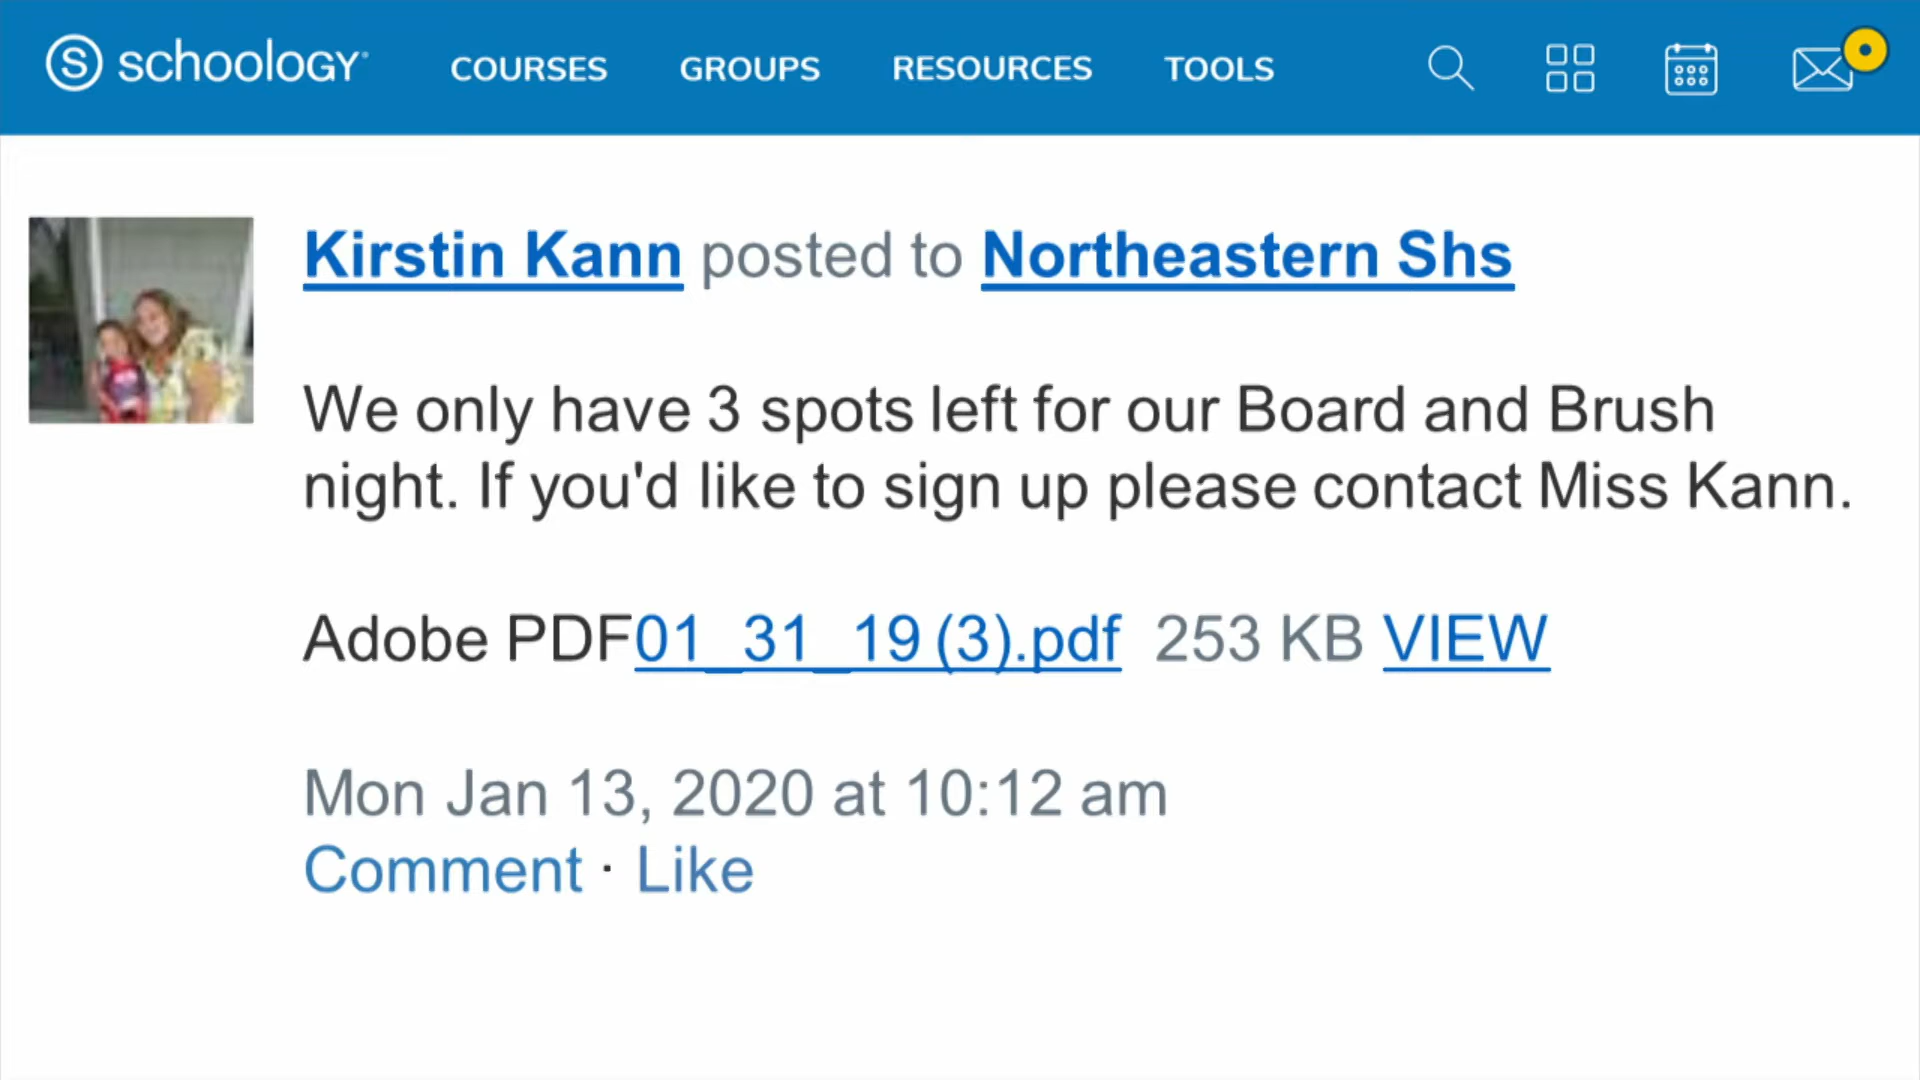 schoology COURSES GROUPS RESOURCES TOOLS
Kirstin Kann posted to Northeastern Shs
We only have 3 spots left for our Board and Brush
night. If you'd like to sign up please contact Miss Kann.
Adobe PDF01_31_19 (3).pdf 253 KB VIEW
Mon Jan 13, 2020 at 10:12 am
Comment · Like